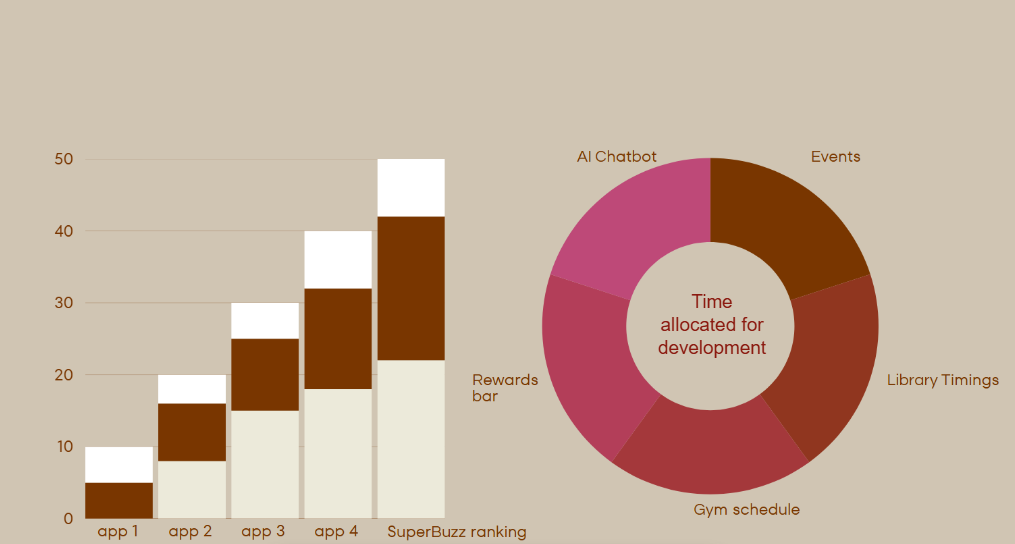 50
40
30
20
10
0
app 1
app 2
app 3
app 4
SuperBuzz ranking
AI Chatbot
Events
Time
allocated for
development
Rewards
bar
Library Timings
Gym schedule